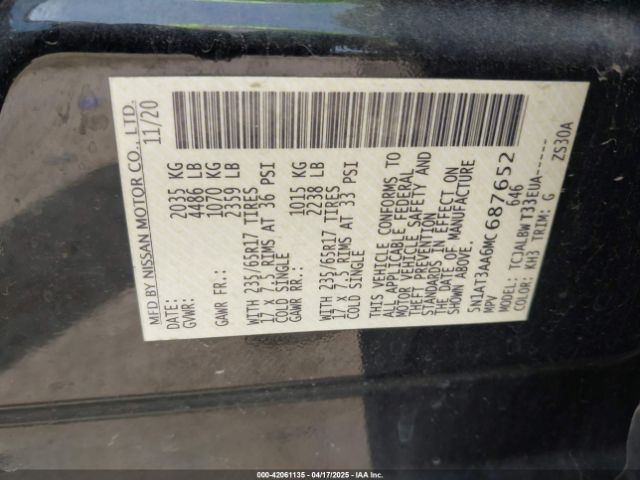 MFD BY NISSAN MOTOR CO., LTD.
DATE: 11/20
GVWR: 2035 KG
4486 LB
GAWR FR.: 1070 KG
2359 LB
WITH 235/65R17 TIRES
17 X 7.5 RIMS AT 36 PSI
COLD SINGLE
GAWR RR.: 1015 KG
2238 LB
WITH 235/65R17 TIRES
17 X 7.5 RIMS AT 33 PSI
COLD SINGLE
THIS VEHICLE CONFORMS TO
ALL APPLICABLE FEDERAL
MOTOR VEHICLE SAFETY AND
THEFT PREVENTION
STANDARDS IN EFFECT ON
THE DATE OF MANUFACTURE
SHOWN ABOVE.
5N1AT3AA6MC687652
MPV 646
MODEL: TCJALBWT33EUA-----
COLOR: KH3 TRIM: G ZS30A
000-42061135 - 04/17/2025 - WWW.IAAI.COM